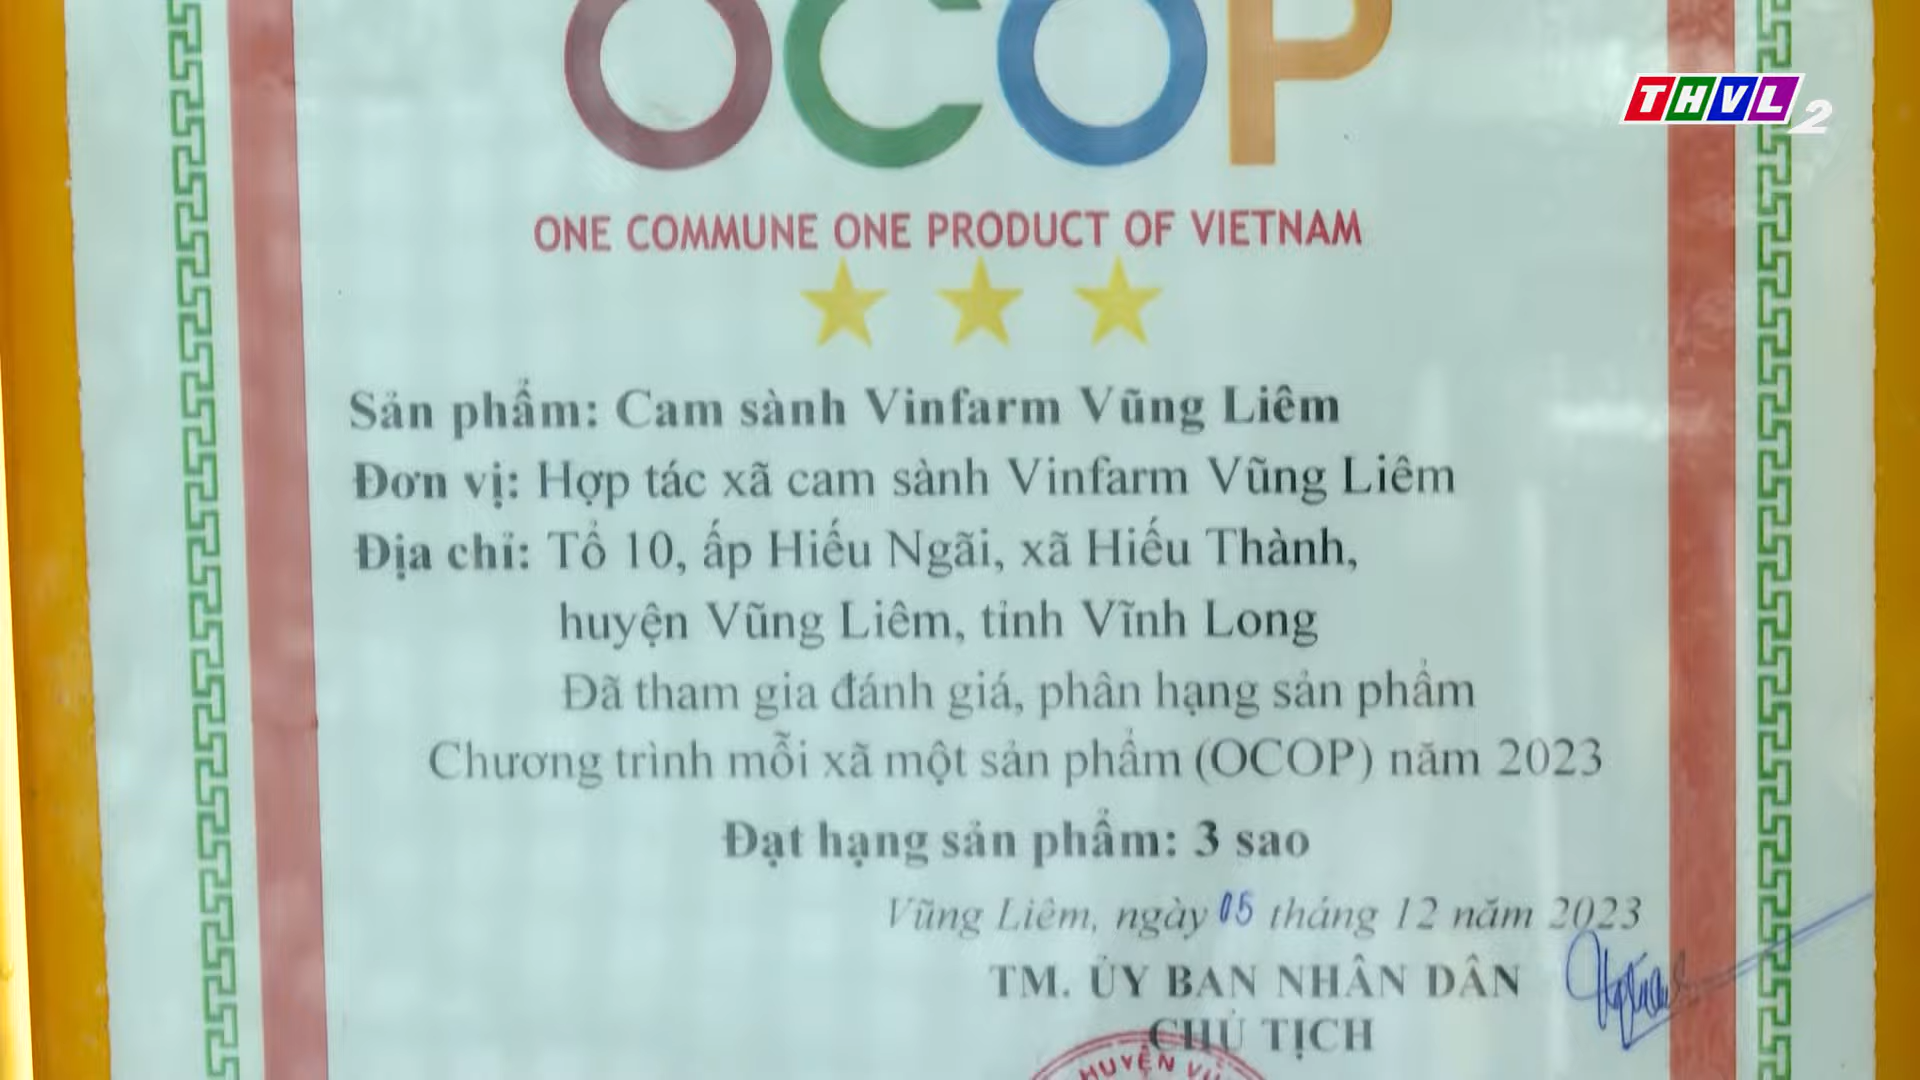 OCOP
THVL 2
ONE COMMUNE ONE PRODUCT OF VIETNAM
Sản phẩm: Cam sành Vinfarm Vũng Liêm
Đơn vị: Hợp tác xã cam sành Vinfarm Vũng Liêm
Địa chỉ: Tổ 10, ấp Hiếu Ngãi, xã Hiếu Thành,
huyện Vũng Liêm, tỉnh Vĩnh Long
Đã tham gia đánh giá, phân hạng sản phẩm
Chương trình mỗi xã một sản phẩm (OCOP) năm 2023
Đạt hạng sản phẩm: 3 sao
Vũng Liêm, ngày 05 tháng 12 năm 2023
TM. ỦY BAN NHÂN DÂN
CHỦ TỊCH
HUYỆN